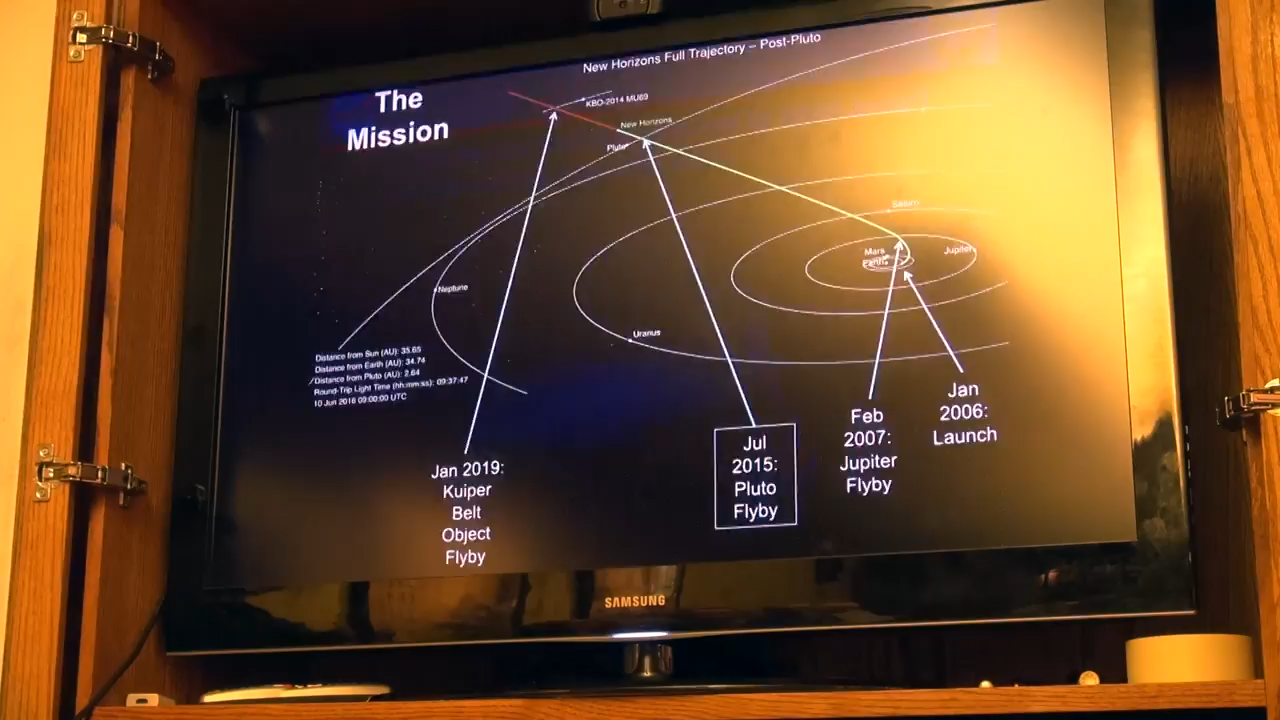 New Horizons Full Trajectory – Post-Pluto
The
Mission
KBO-2014 MU69
New Horizons
Pluto
Saturn
Mars
Earth
Jupiter
Neptune
Uranus
Distance from Sun (AU): 35.65
Distance from Earth (AU): 34.74
Distance from Pluto (AU): 2.64
Round-Trip Light Time (hh:mm:ss): 09:37:47
10 Jun 2016 09:00:00 UTC
Jan 2019:
Kuiper
Belt
Object
Flyby
Jul
2015:
Pluto
Flyby
Feb
2007:
Jupiter
Flyby
Jan
2006:
Launch
SAMSUNG